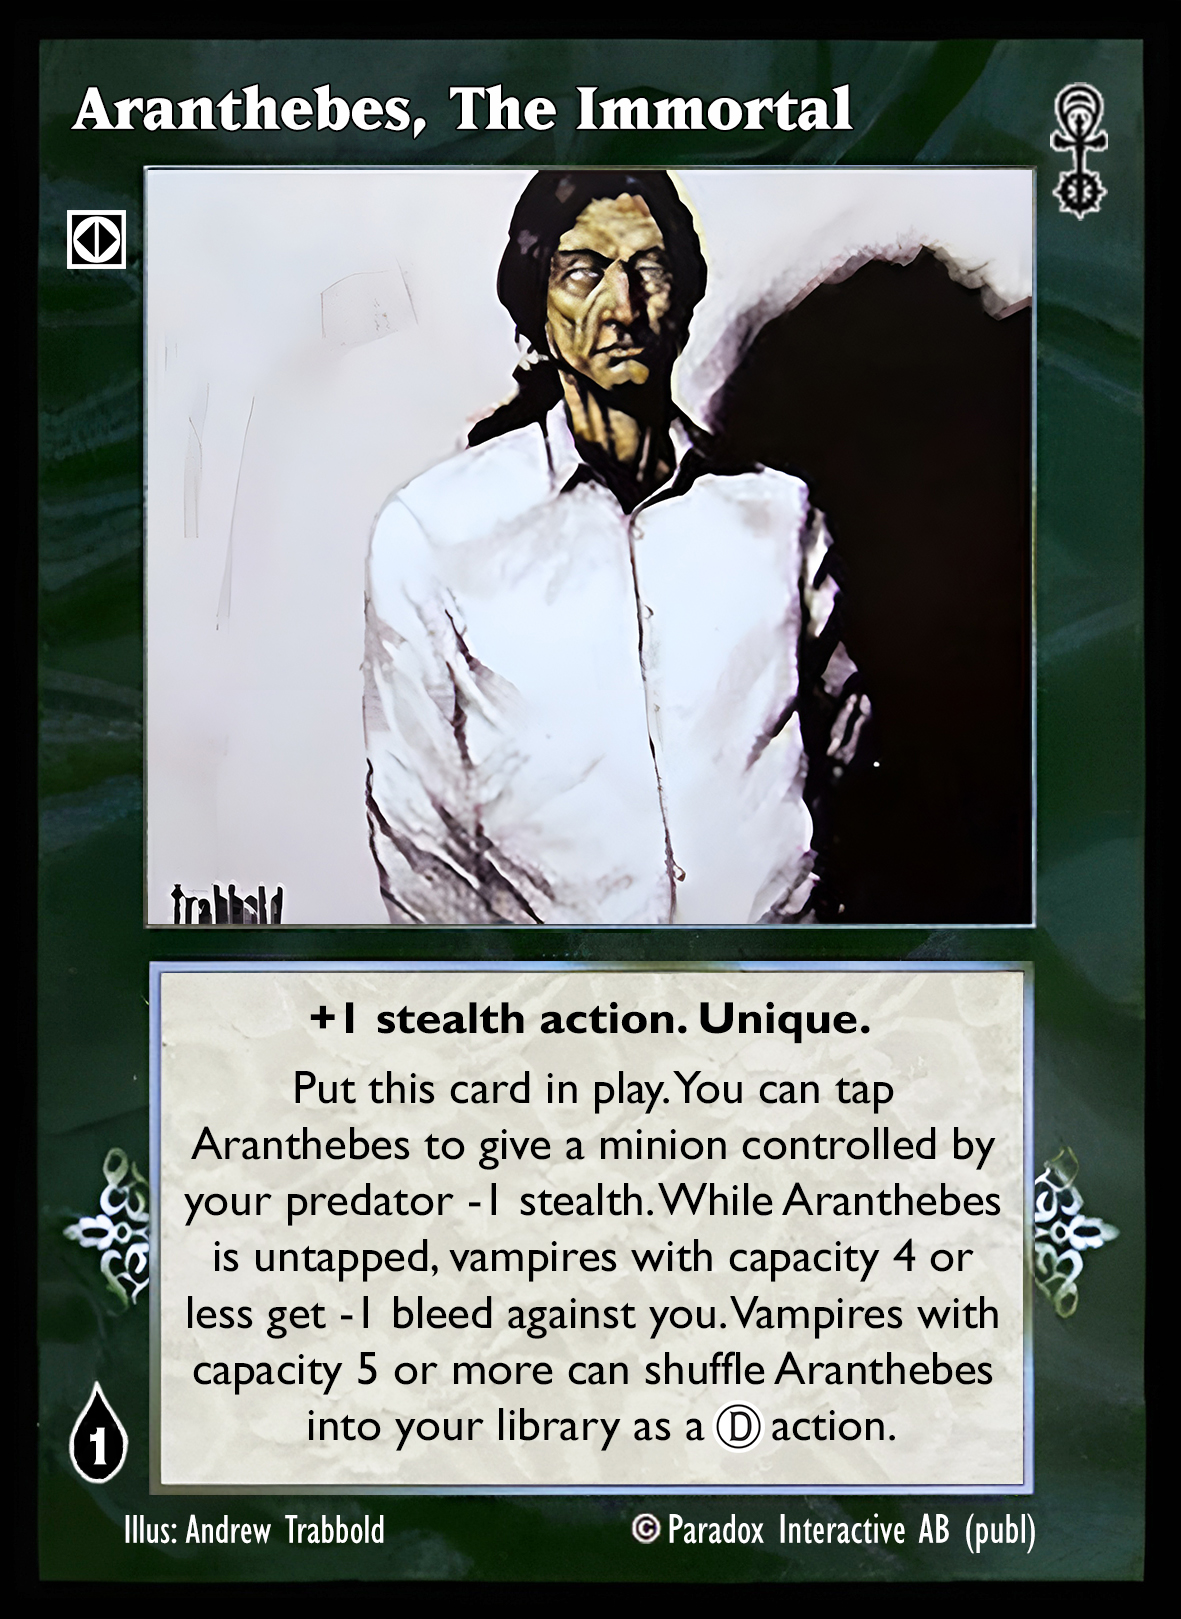 Aranthebes, The Immortal
trabbold
+1 stealth action. Unique.
Put this card in play. You can tap
Aranthebes to give a minion controlled by
your predator -1 stealth. While Aranthebes
is untapped, vampires with capacity 4 or
less get -1 bleed against you. Vampires with
capacity 5 or more can shuffle Aranthebes
into your library as a Ⓓ action.
1
Illus: Andrew Trabbold
© Paradox Interactive AB (publ)